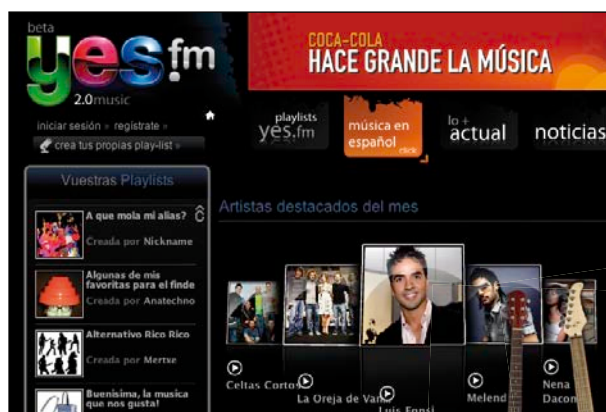 beta
yes.fm
2.0music
COCA-COLA
HACE GRANDE LA MÚSICA
iniciar sesión » regístrate »
crea tus propias play-list »
playlists
yes.fm
música en
español
click
lo +
actual
noticias
Vuestras Playlists
A que mola mi alias?
Creada por Nickname
Algunas de mis
favoritas para el finde
Creada por Anatechno
Alternativo Rico Rico
Creada por Mertxe
Buenisima, la musica
que nos gusta!
Artistas destacados del mes
Celtas Cortos
La Oreja de Van
Luis Fonsi
Melend
Nena
Dacon